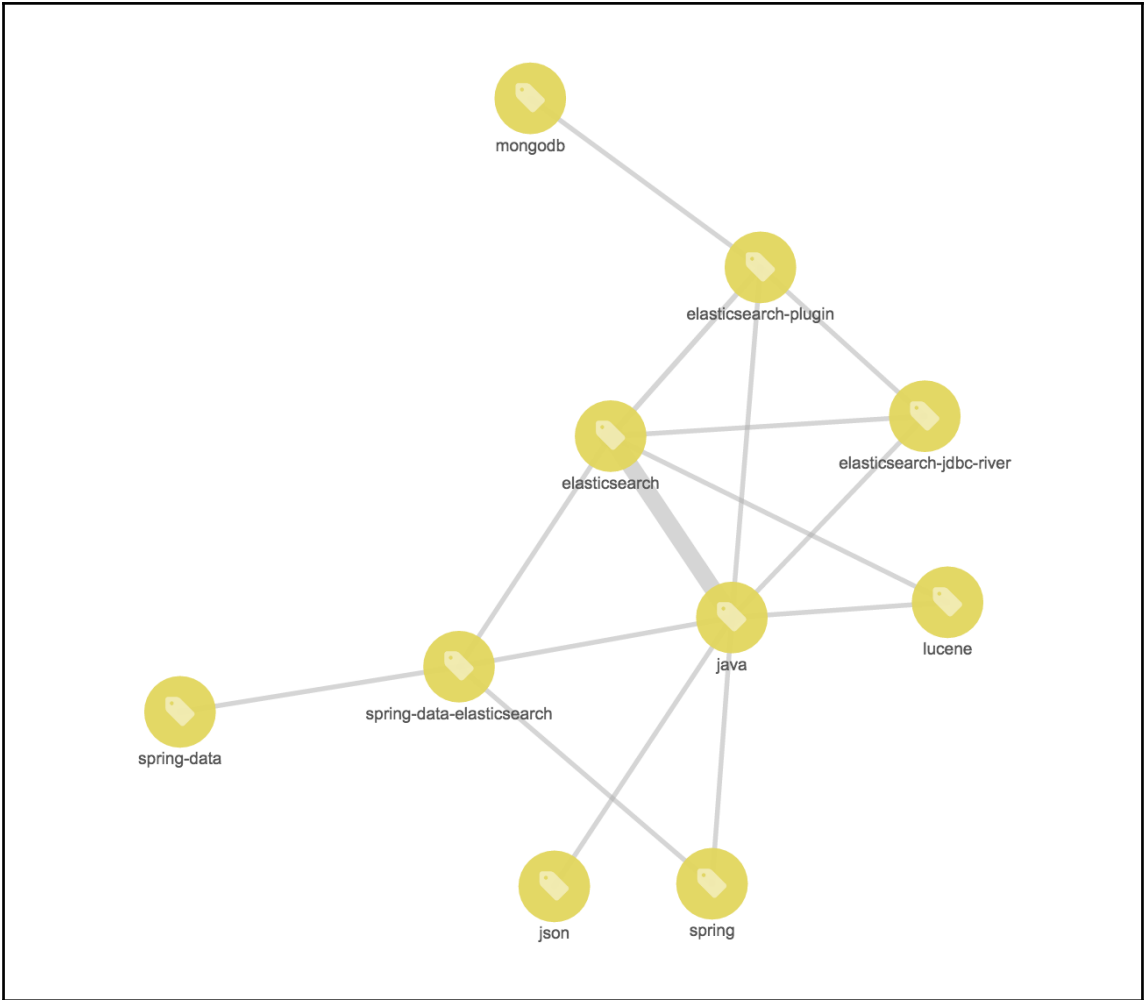 mongodb
elasticsearch-plugin
elasticsearch-jdbc-river
elasticsearch
lucene
java
spring-data-elasticsearch
spring-data
spring
json